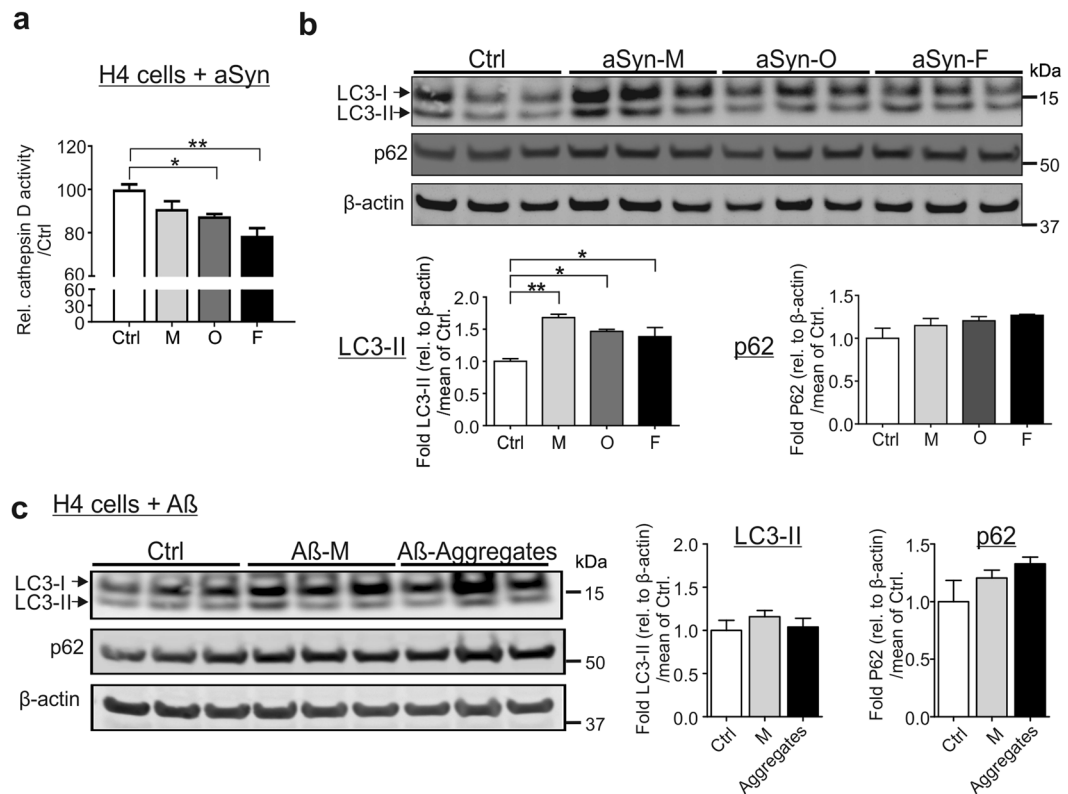 a
H4 cells + aSyn
Rel. cathepsin D activity
/Ctrl
120
100
80
60
60
30
0
**
*
Ctrl M O F
b
Ctrl aSyn-M aSyn-O aSyn-F
kDa
LC3-I
LC3-II
15
p62
50
β-actin
37
LC3-II
Fold LC3-II (rel. to β-actin)
/mean of Ctrl.
2.0
1.5
1.0
0.5
0.0
*
*
**
Ctrl M O F
p62
Fold P62 (rel. to β-actin)
/mean of Ctrl.
1.5
1.0
0.5
0.0
Ctrl M O F
c
H4 cells + Aß
Ctrl Aß-M Aß-Aggregates
kDa
LC3-I
LC3-II
15
p62
50
β-actin
37
LC3-II
Fold LC3-II (rel. to β-actin)
/mean of Ctrl.
2.0
1.5
1.0
0.5
0.0
Ctrl M Aggregates
p62
Fold P62 (rel. to β-actin)
/mean of Ctrl.
1.5
1.0
0.5
0.0
Ctrl M Aggregates